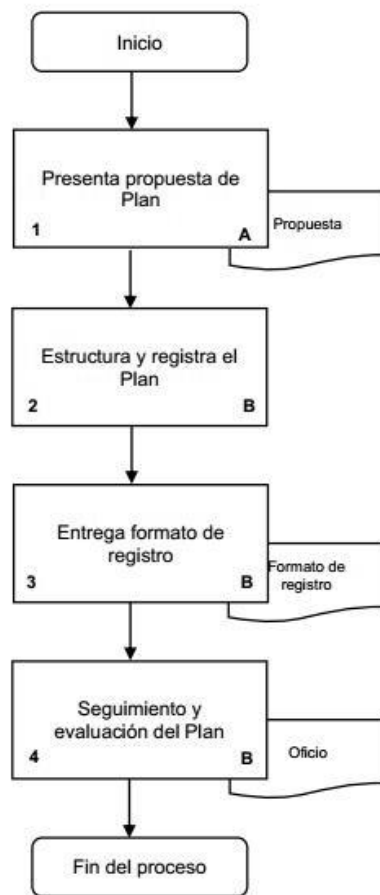 Inicio
Presenta propuesta de
Plan
1
A
Propuesta
Estructura y registra el
Plan
2
B
Entrega formato de
registro
3
B
Formato de
registro
Seguimiento y
evaluación del Plan
4
B
Oficio
Fin del proceso